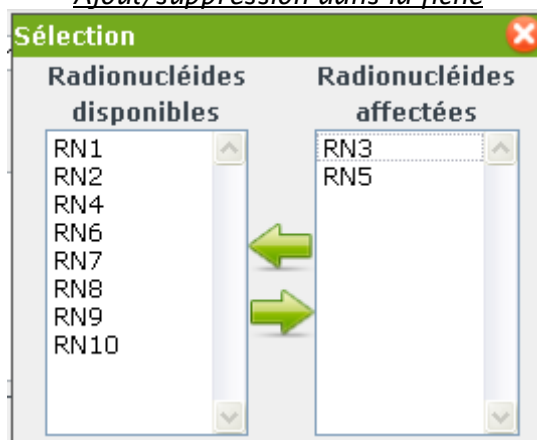 Ajout/suppression dans la fiche
Sélection
Radionucléides
disponibles
RN1
RN2
RN4
RN6
RN7
RN8
RN9
RN10
Radionucléides
affectées
RN3
RN5